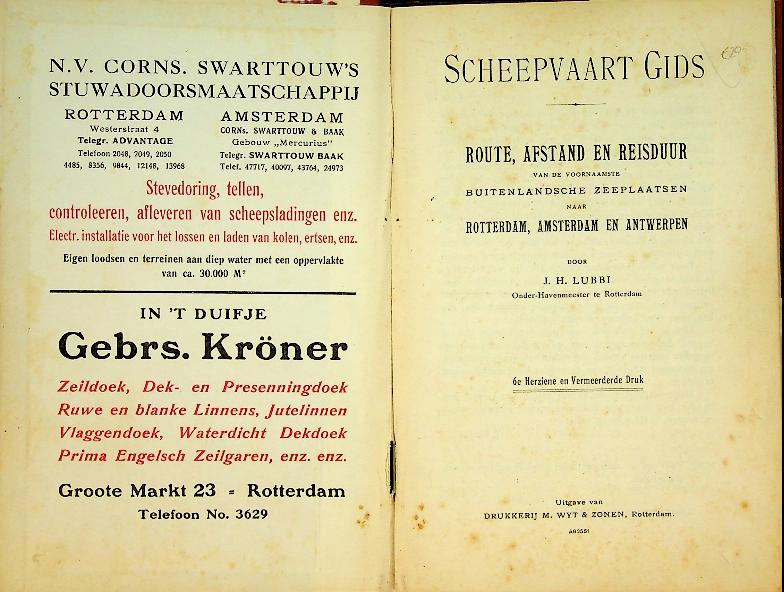 N.V. CORNS. SWARTTOUW'S
STUWADOORSMAATSCHAPPIJ
ROTTERDAM
Westerstraat 4
Telegr. ADVANTAGE
Telefoon 2048, 2049, 2050
4485, 8356, 9844, 12148, 13968
AMSTERDAM
CORNs. SWARTTOUW & BAAK
Gebouw „Mercurius"
Telegr. SWARTTOUW BAAK
Telef. 47717, 40097, 43764, 24973
Stevedoring, tellen,
controleeren, afleveren van scheepsladingen enz.
Electr. installatie voor het lossen en laden van kolen, ertsen, enz.
Eigen loodsen en terreinen aan diep water met een oppervlakte
van ca. 30.000 M²
IN 'T DUIFJE
Gebrs. Kröner
Zeildoek, Dek- en Presenningdoek
Ruwe en blanke Linnens, Jutelinnen
Vlaggendoek, Waterdicht Dekdoek
Prima Engelsch Zeilgaren, enz. enz.
Groote Markt 23 = Rotterdam
Telefoon No. 3629
SCHEEPVAART GIDS
ROUTE, AFSTAND EN REISDUUR
VAN DE VOORNAAMSTE
BUITENLANDSCHE ZEEPLAATSEN
NAAR
ROTTERDAM, AMSTERDAM EN ANTWERPEN
DOOR
J. H. LUBBI
Onder-Havenmeester te Rotterdam
6e Herziene en Vermeerderde Druk
Uitgave van
DRUKKERIJ M. WYT & ZONEN, Rotterdam.